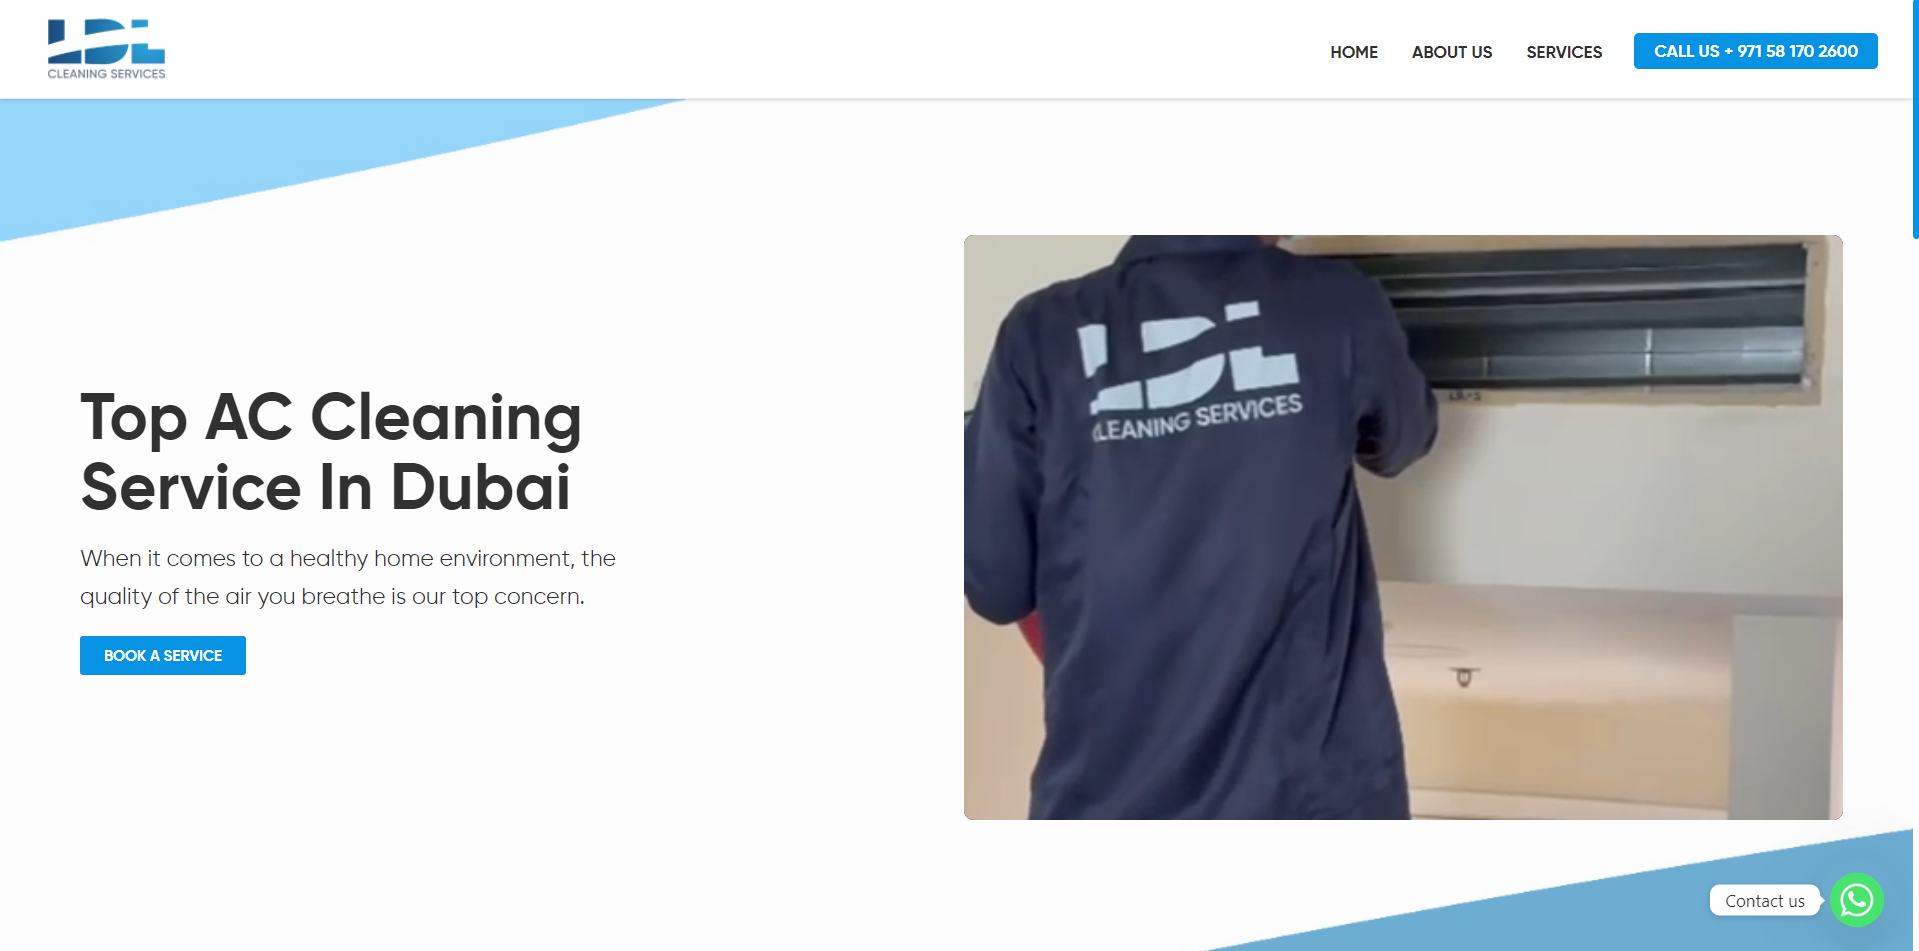 LDL
CLEANING SERVICES
HOME
ABOUT US
SERVICES
CALL US + 971 58 170 2600
Top AC Cleaning
Service In Dubai
When it comes to a healthy home environment, the
quality of the air you breathe is our top concern.
BOOK A SERVICE
LDL
CLEANING SERVICES
Contact us